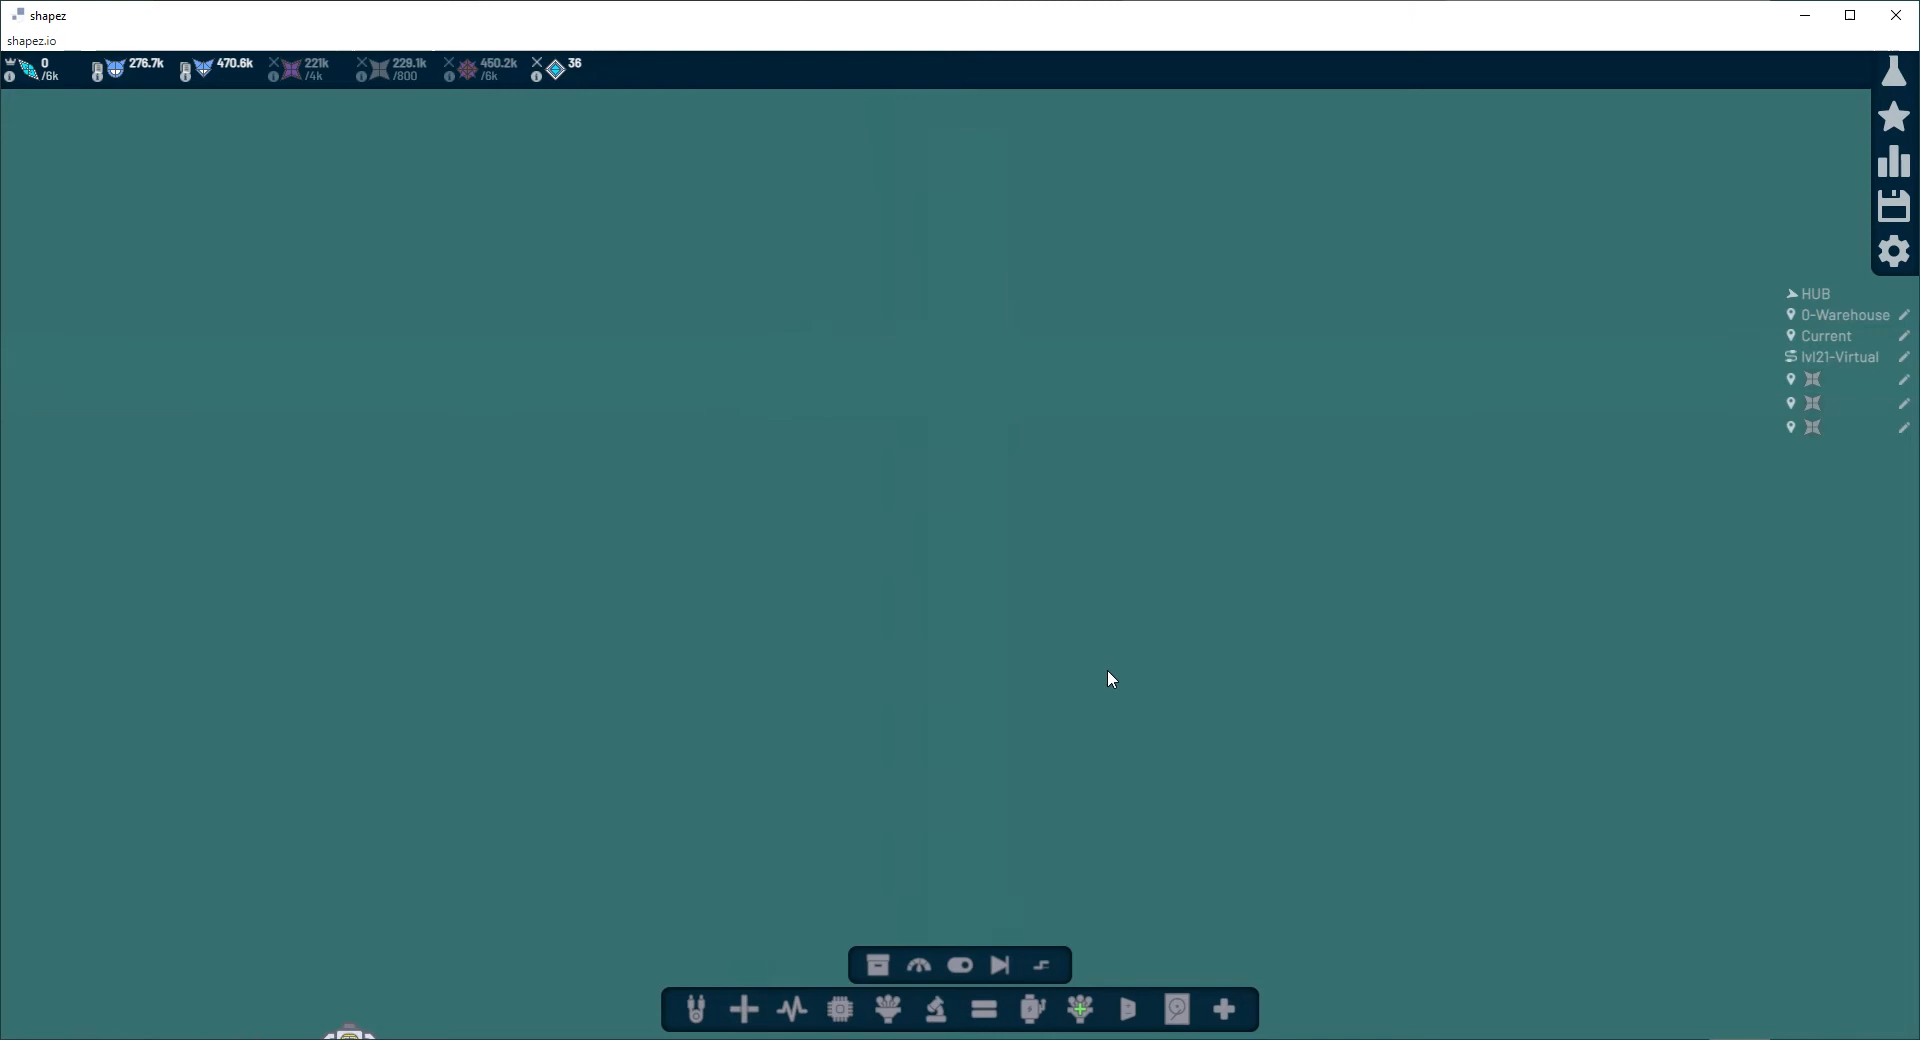 shapez
shapez.io
0
/6k
276.7k
470.6k
221k
/4k
229.1k
/800
450.2k
/6k
36
HUB
0-Warehouse
Current
lvl21-Virtual